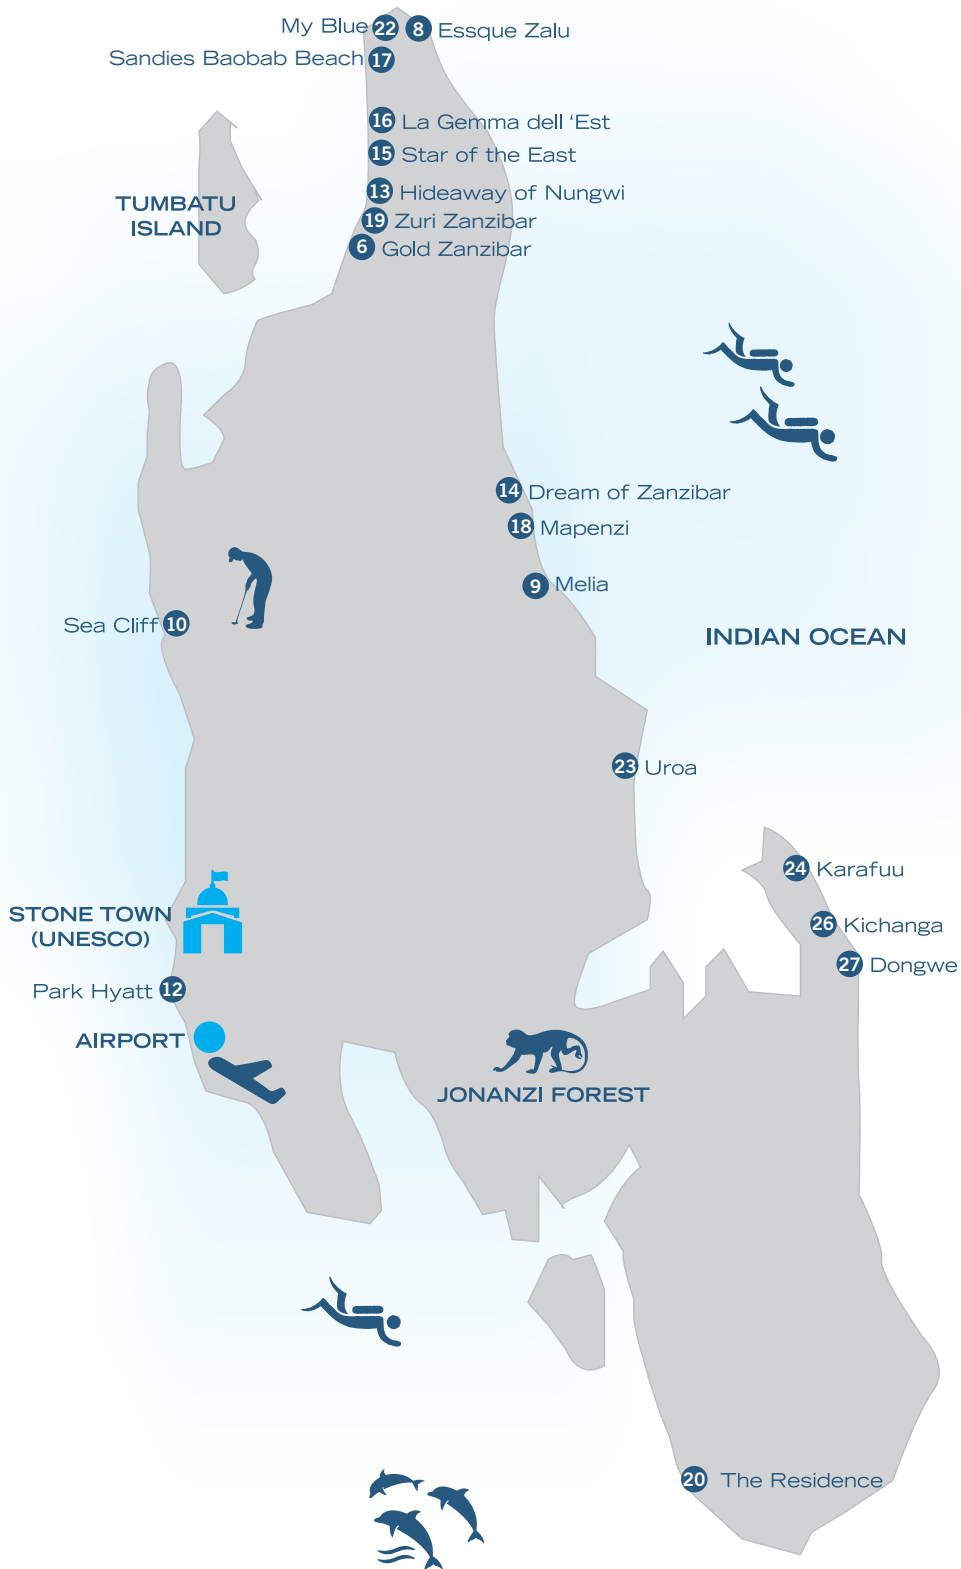 My Blue 22 8 Essque Zalu
Sandies Baobab Beach 17
16 La Gemma dell ‘Est
15 Star of the East
13 Hideaway of Nungwi
TUMBATU
ISLAND
19 Zuri Zanzibar
6 Gold Zanzibar
14 Dream of Zanzibar
18 Mapenzi
9 Melia
Sea Cliff 10
INDIAN OCEAN
23 Uroa
24 Karafuu
STONE TOWN
(UNESCO)
26 Kichanga
27 Dongwe
Park Hyatt 12
AIRPORT
JONANZI FOREST
20 The Residence